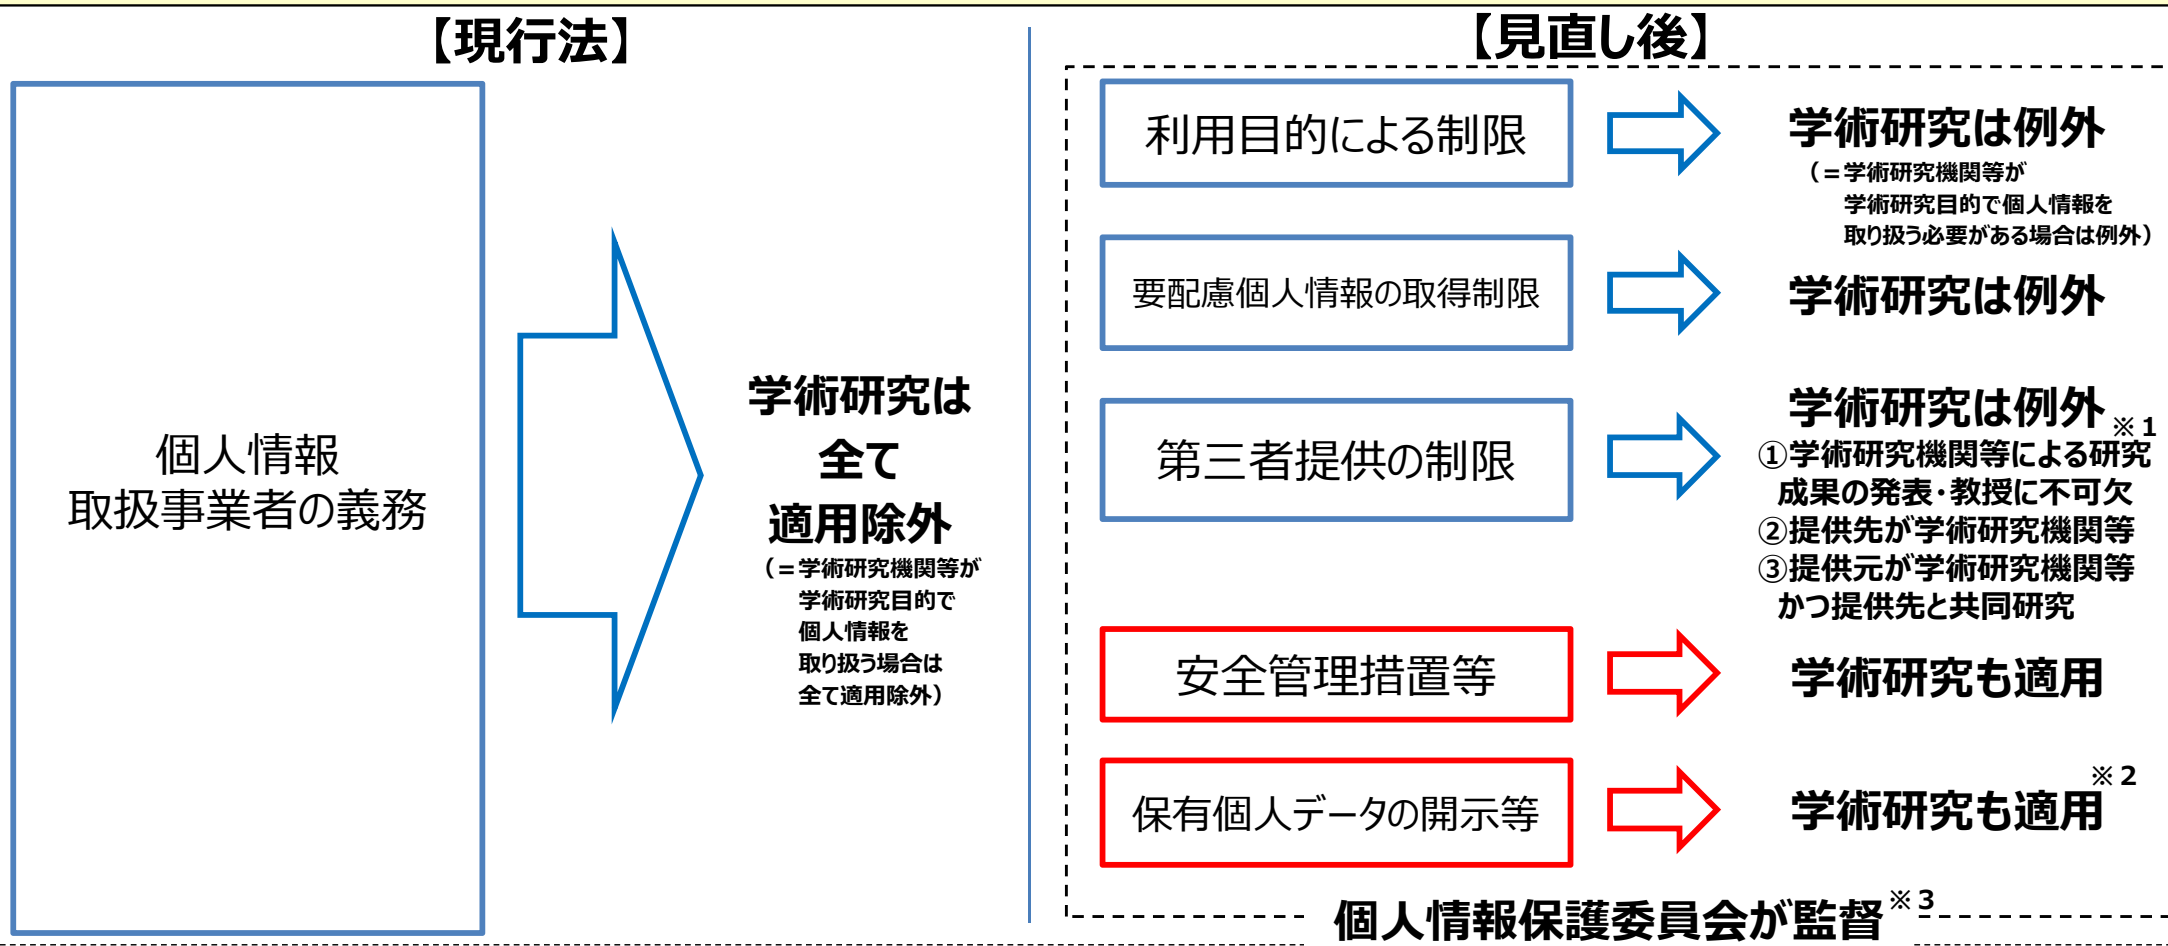 【現行法】
個人情報
取扱事業者の義務
学術研究は
全て
適用除外
（＝学術研究機関等が
学術研究目的で
個人情報を
取り扱う場合は
全て適用除外）
【見直し後】
利用目的による制限
学術研究は例外
（＝学術研究機関等が
学術研究目的で個人情報を
取り扱う必要がある場合は例外）
要配慮個人情報の取得制限
学術研究は例外
第三者提供の制限
学術研究は例外※１
①学術研究機関等による研究
成果の発表・教授に不可欠
②提供先が学術研究機関等
③提供元が学術研究機関等
かつ提供先と共同研究
安全管理措置等
学術研究も適用
保有個人データの開示等
学術研究も適用※２
個人情報保護委員会が監督※３